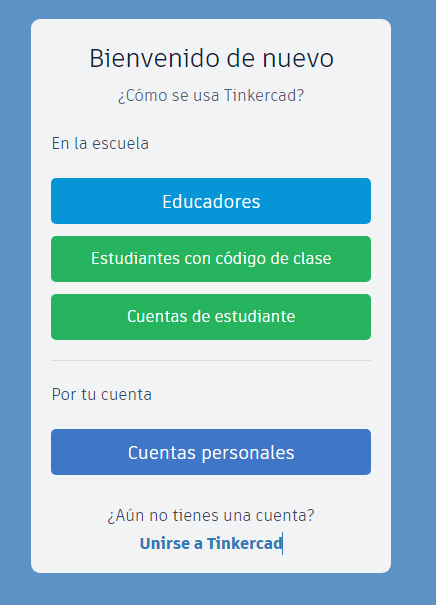 Bienvenido de nuevo
¿Cómo se usa Tinkercad?
En la escuela
Educadores
Estudiantes con código de clase
Cuentas de estudiante
Por tu cuenta
Cuentas personales
¿Aún no tienes una cuenta?
Unirse a Tinkercad